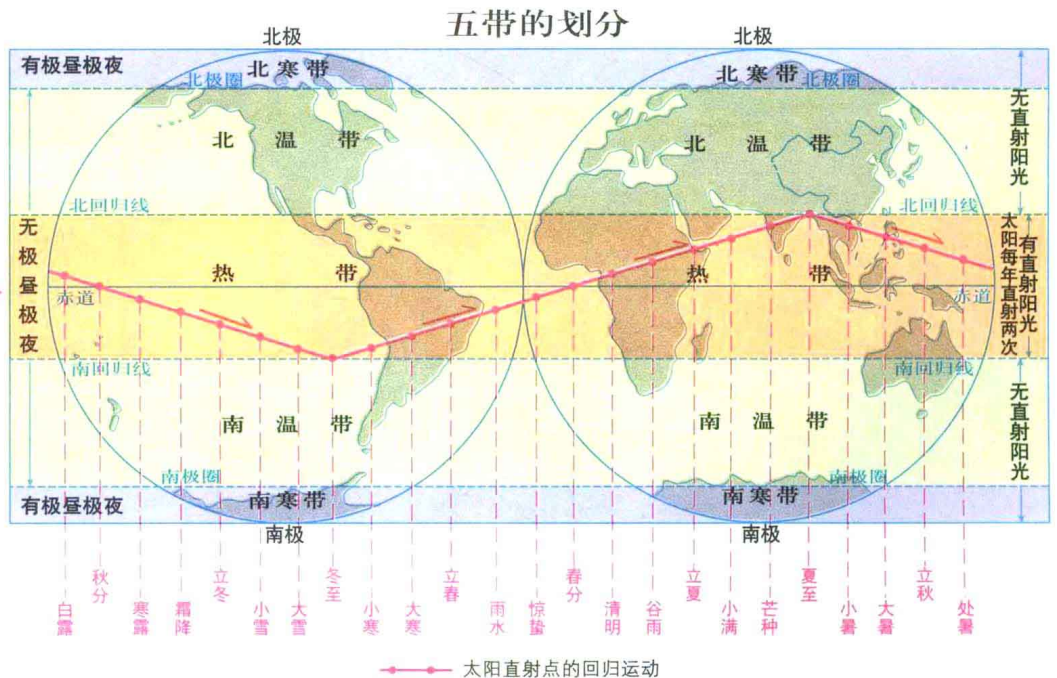 五带的划分
北极
北极
有极昼极夜
北寒带
北极圈
北寒带
北极圈
无直射阳光
北温带
北温带
北回归线
北回归线
无极昼极夜
热带
热带
太阳每年直射两次
有直射阳光
赤道
赤道
南回归线
南回归线
南温带
南温带
无直射阳光
南极圈
南极圈
有极昼极夜
南寒带
南寒带
南极
南极
白露
秋分
寒露
霜降
立冬
小雪
大雪
冬至
小寒
大寒
立春
雨水
惊蛰
春分
清明
谷雨
立夏
小满
芒种
夏至
小暑
大暑
立秋
处暑
太阳直射点的回归运动